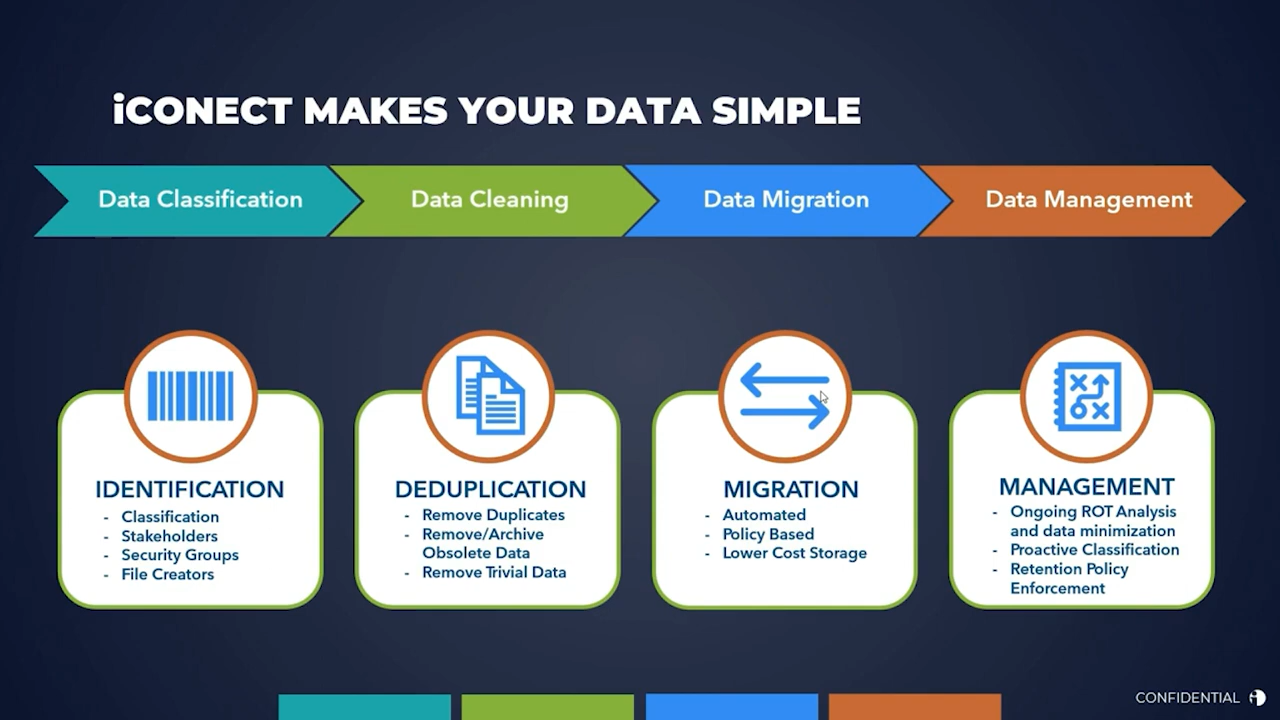 iCONECT MAKES YOUR DATA SIMPLE
Data Classification
Data Cleaning
Data Migration
Data Management
IDENTIFICATION
- Classification
- Stakeholders
- Security Groups
- File Creators
DEDUPLICATION
- Remove Duplicates
- Remove/Archive
Obsolete Data
- Remove Trivial Data
MIGRATION
- Automated
- Policy Based
- Lower Cost Storage
MANAGEMENT
- Ongoing ROT Analysis
and data minimization
- Proactive Classification
- Retention Policy
Enforcement
CONFIDENTIAL